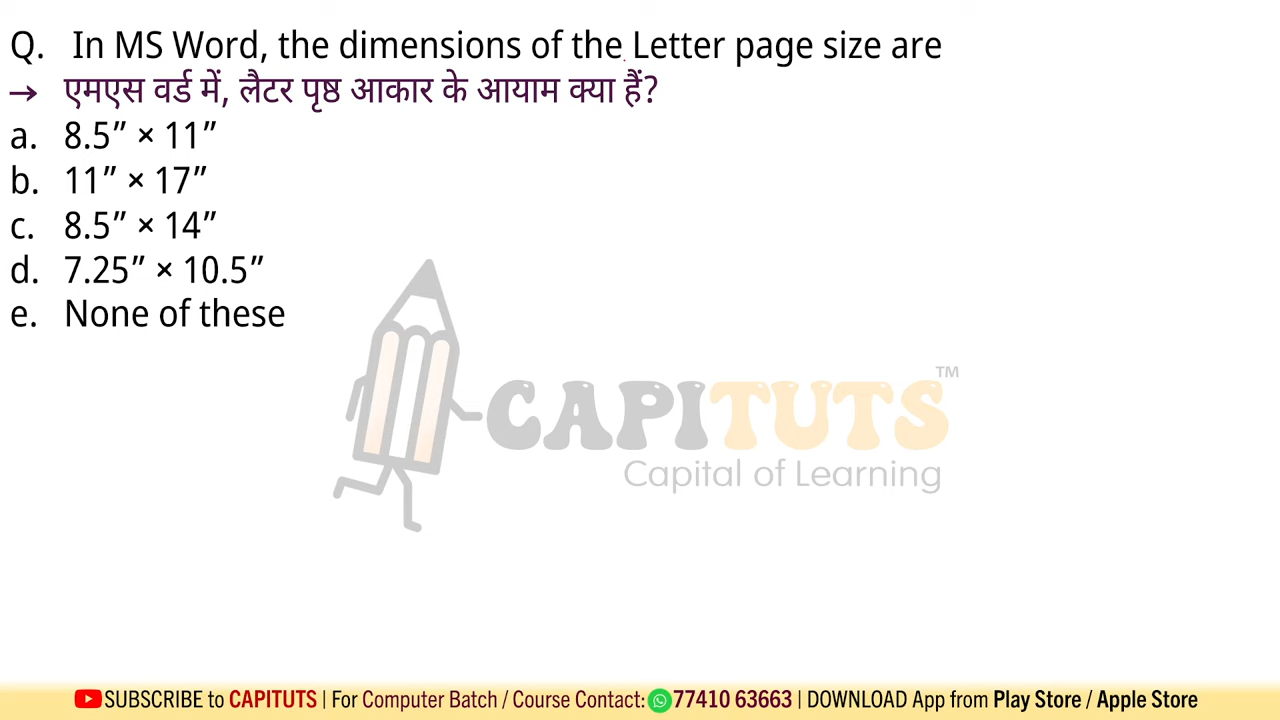 Q. In MS Word, the dimensions of the Letter page size are
→ एमएस वर्ड में, लैटर पृष्ठ आकार के आयाम क्या हैं?
a. 8.5” × 11”
b. 11” × 17”
c. 8.5” × 14”
d. 7.25” × 10.5”
e. None of these
CAPITUTS™
Capital of Learning
SUBSCRIBE to CAPITUTS | For Computer Batch / Course Contact: 77410 63663 | DOWNLOAD App from Play Store / Apple Store